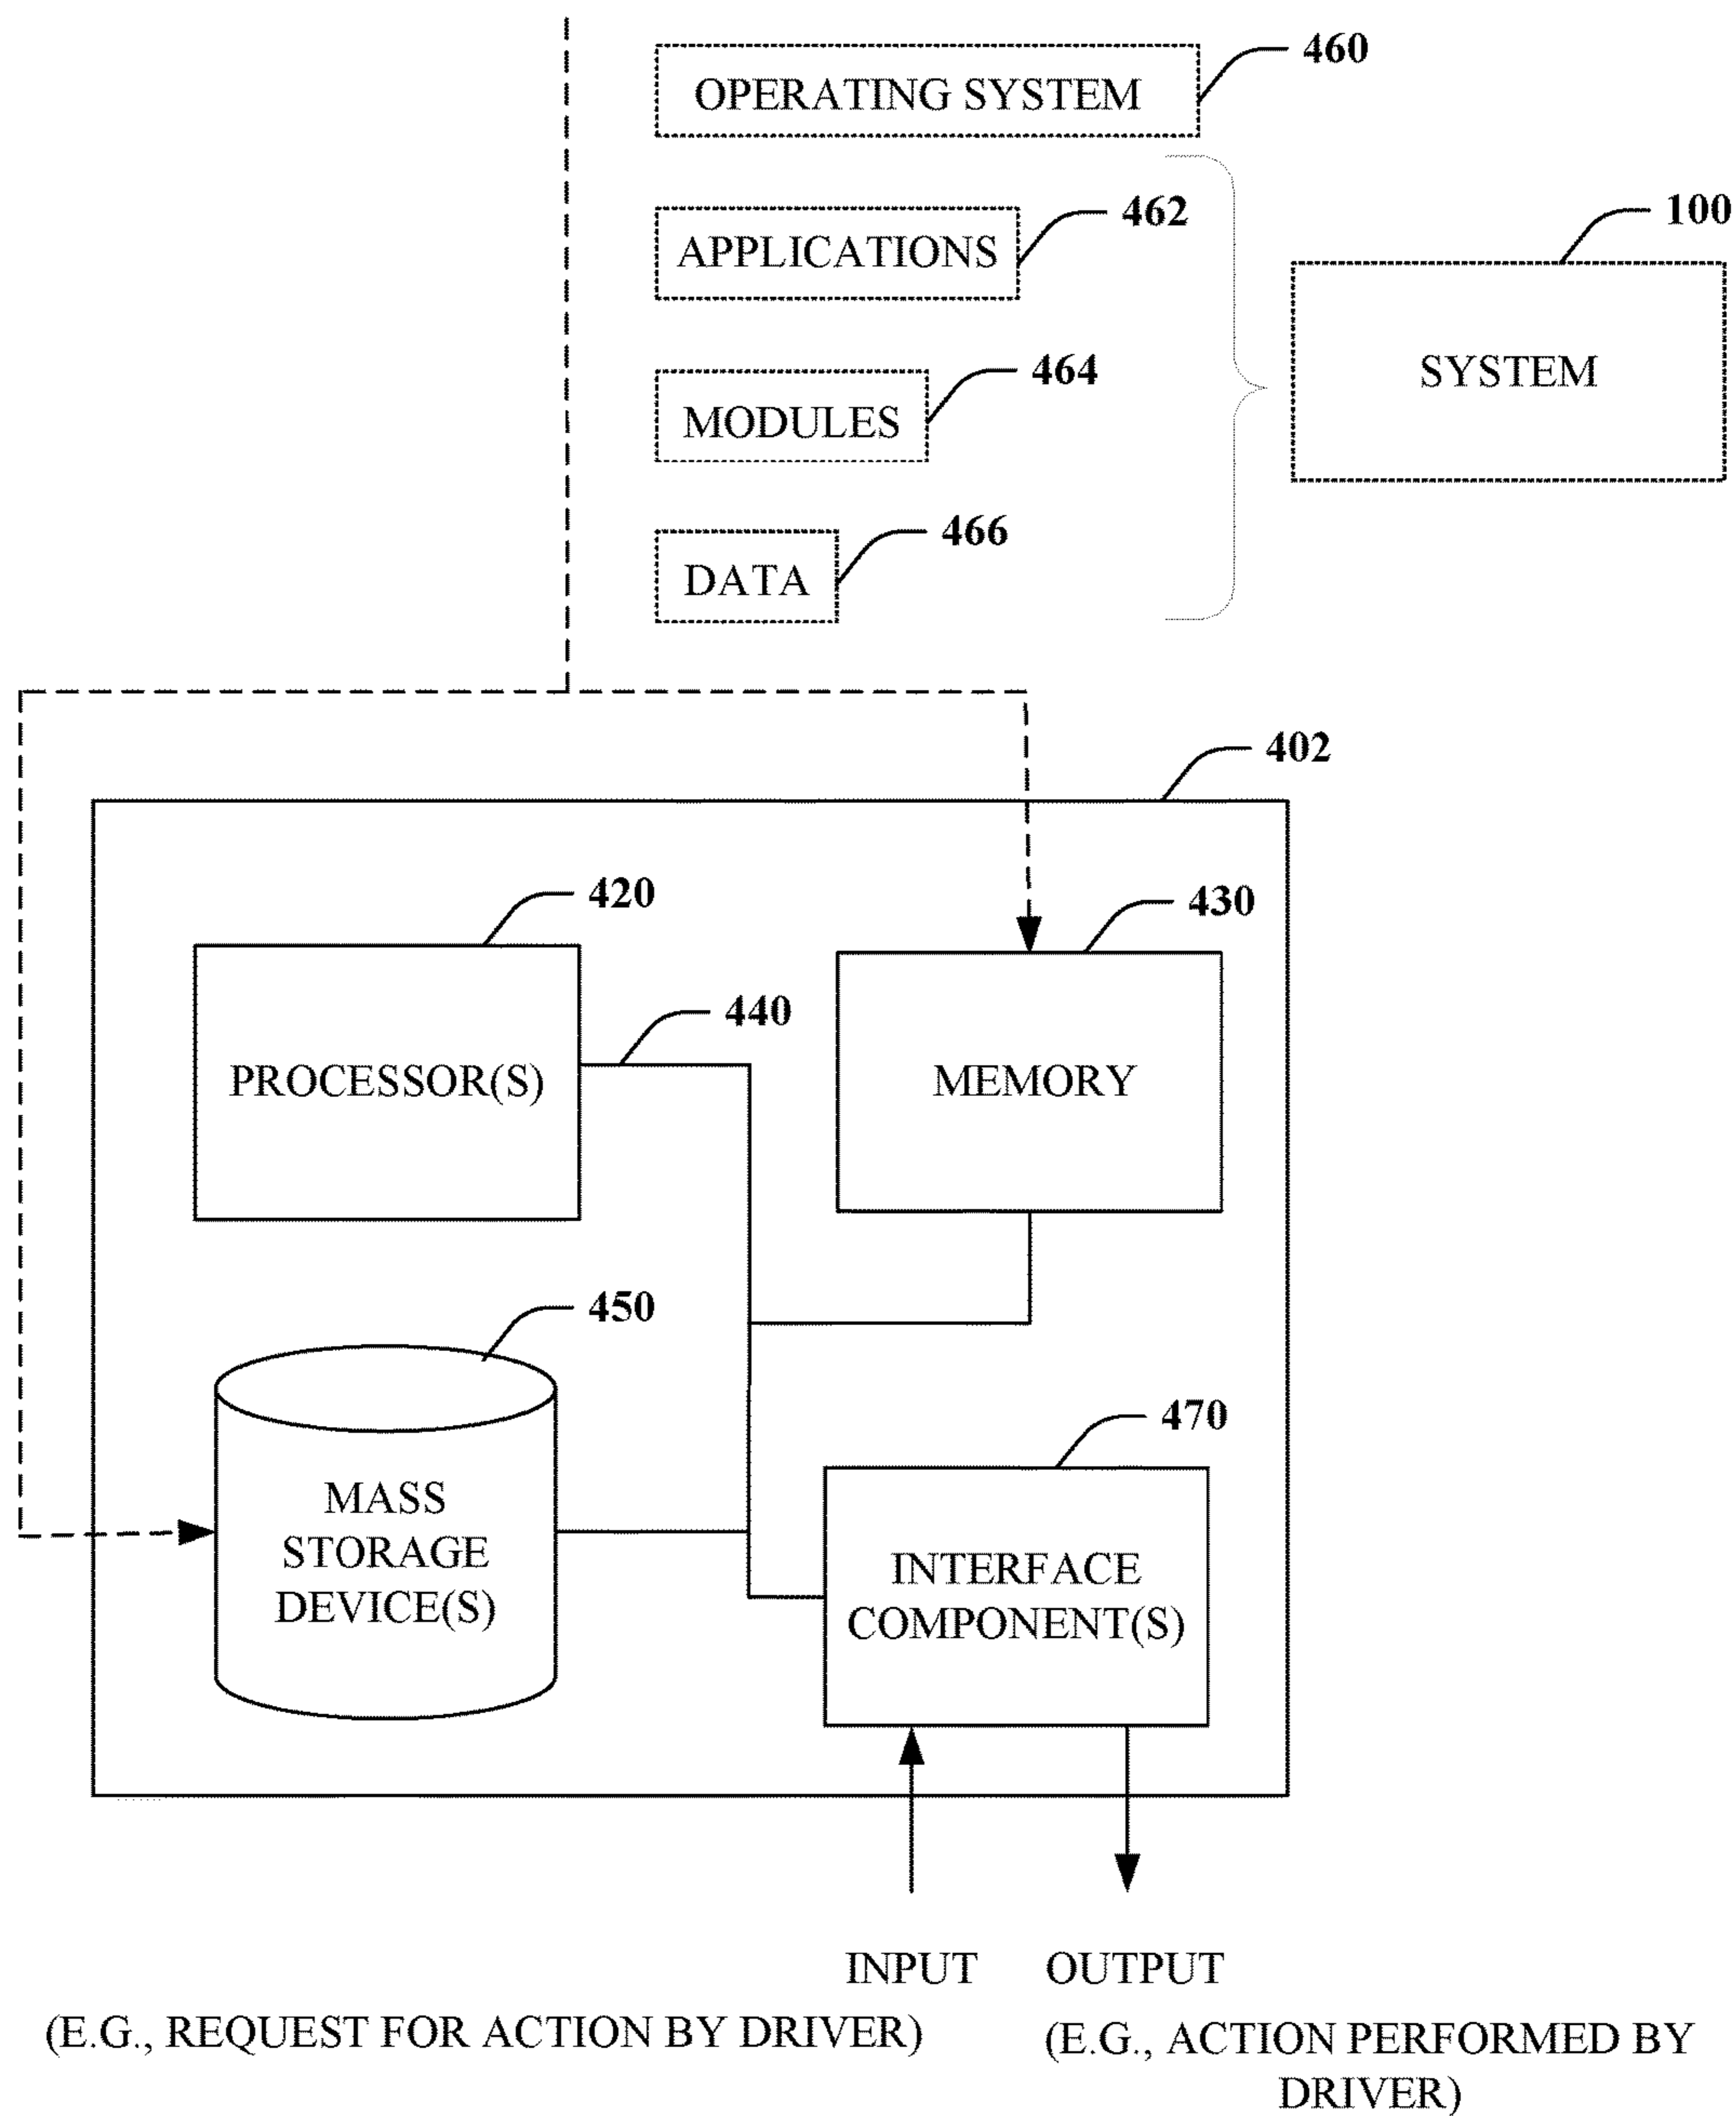 460
OPERATING SYSTEM
462
100
APPLICATIONS
464
SYSTEM
MODULES
466
DATA
402
420
430
440
PROCESSOR(S)
MEMORY
450
470
MASS
STORAGE
DEVICE(S)
INTERFACE
COMPONENT(S)
INPUT
(E.G., REQUEST FOR ACTION BY DRIVER)
OUTPUT
(E.G., ACTION PERFORMED BY
DRIVER)